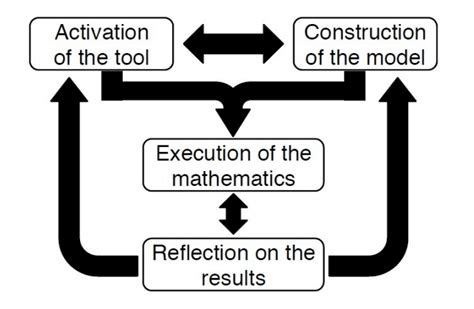 Activation
of the tool
Construction
of the model
Execution of the
mathematics
Reflection on the
results